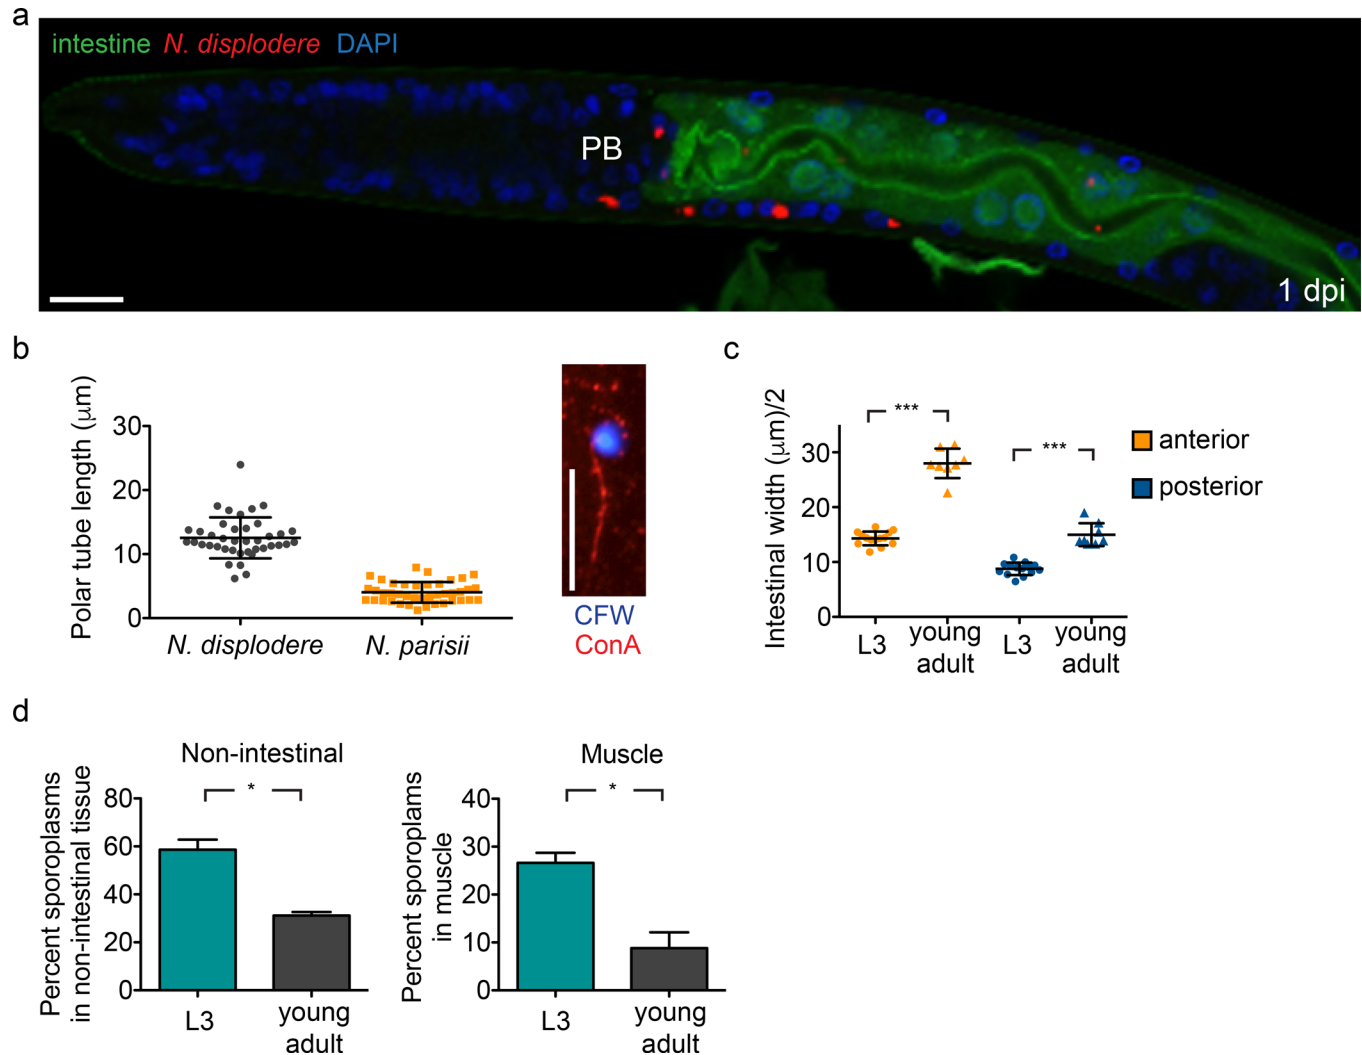 a
intestine N. displodere DAPI
PB
1 dpi
b
Polar tube length (μm)
30
20
10
0
N. displodere
N. parisii
CFW
ConA
c
Intestinal width (μm)/2
30
20
10
0
***
***
L3
young
adult
L3
young
adult
anterior
posterior
d
Non-intestinal
Percent sporoplasms
in non-intestinal tissue
80
60
40
20
0
*
L3
young
adult
Muscle
Percent sporoplams
in muscle
40
30
20
10
0
*
L3
young
adult